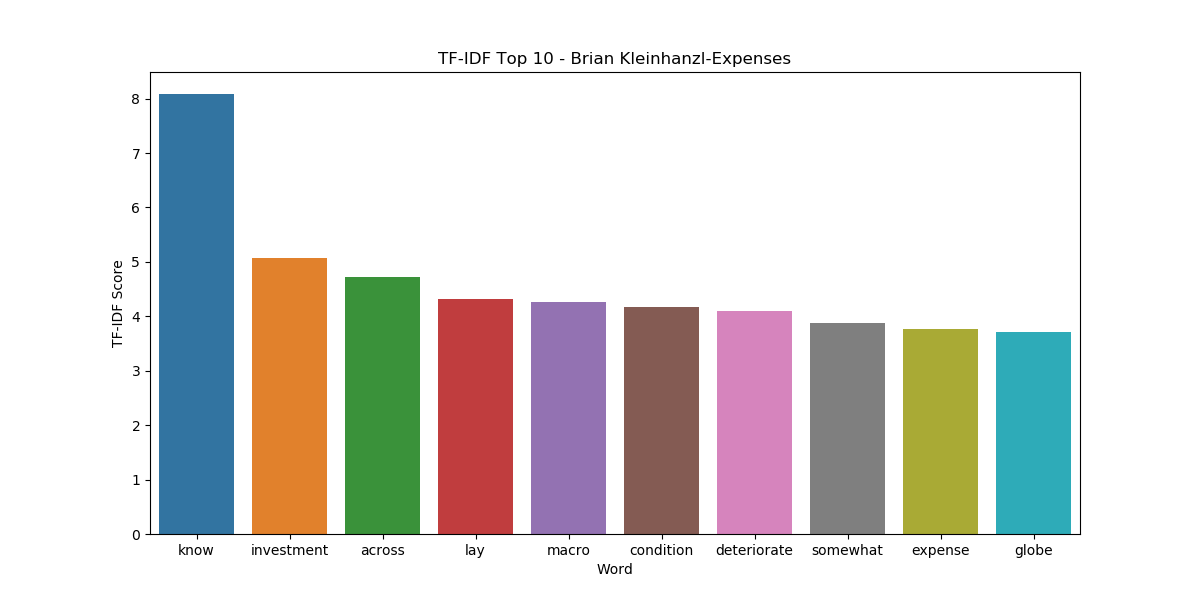 TF-IDF Top 10 - Brian Kleinhanzl-Expenses
TF-IDF Score
8
7
6
5
4
3
2
1
0
know investment across lay macro condition deteriorate somewhat expense globe
Word